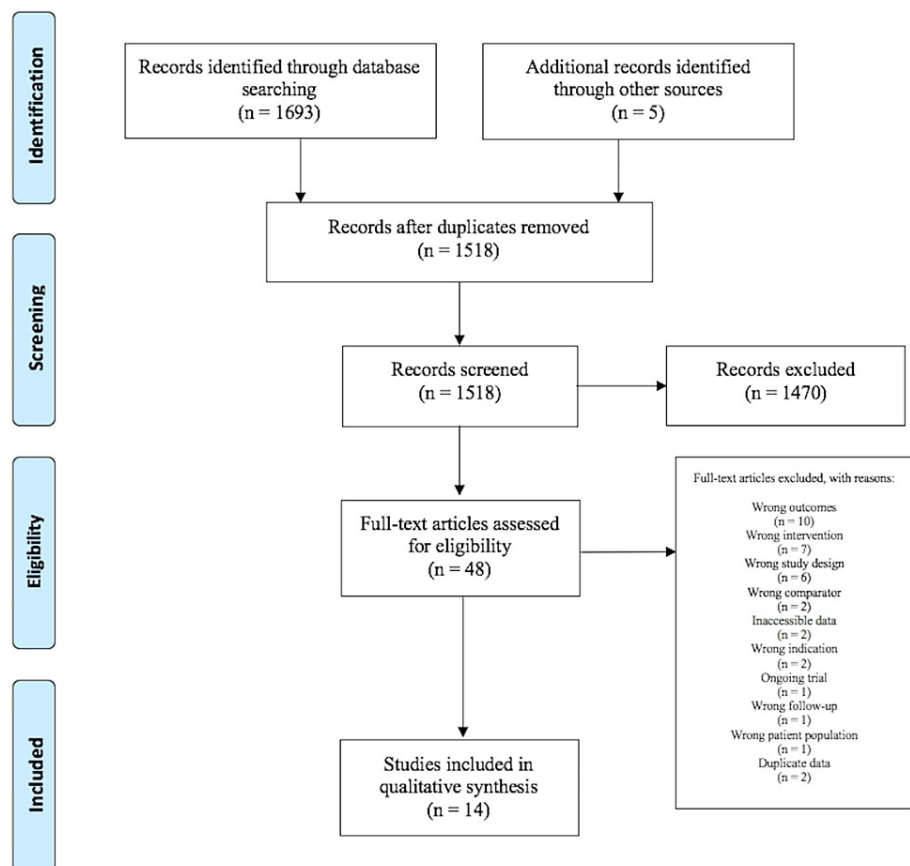 Identification
Records identified through database
searching
(n = 1693)
Additional records identified
through other sources
(n = 5)
Records after duplicates removed
(n = 1518)
Screening
Records screened
(n = 1518)
Records excluded
(n = 1470)
Eligibility
Full-text articles assessed
for eligibility
(n = 48)
Full-text articles excluded, with reasons:
Wrong outcomes
(n = 10)
Wrong intervention
(n = 7)
Wrong study design
(n = 6)
Wrong comparator
(n = 2)
Inaccessible data
(n = 2)
Wrong indication
(n = 2)
Ongoing trial
(n = 1)
Wrong follow-up
(n = 1)
Wrong patient population
(n = 1)
Duplicate data
(n = 2)
Included
Studies included in
qualitative synthesis
(n = 14)